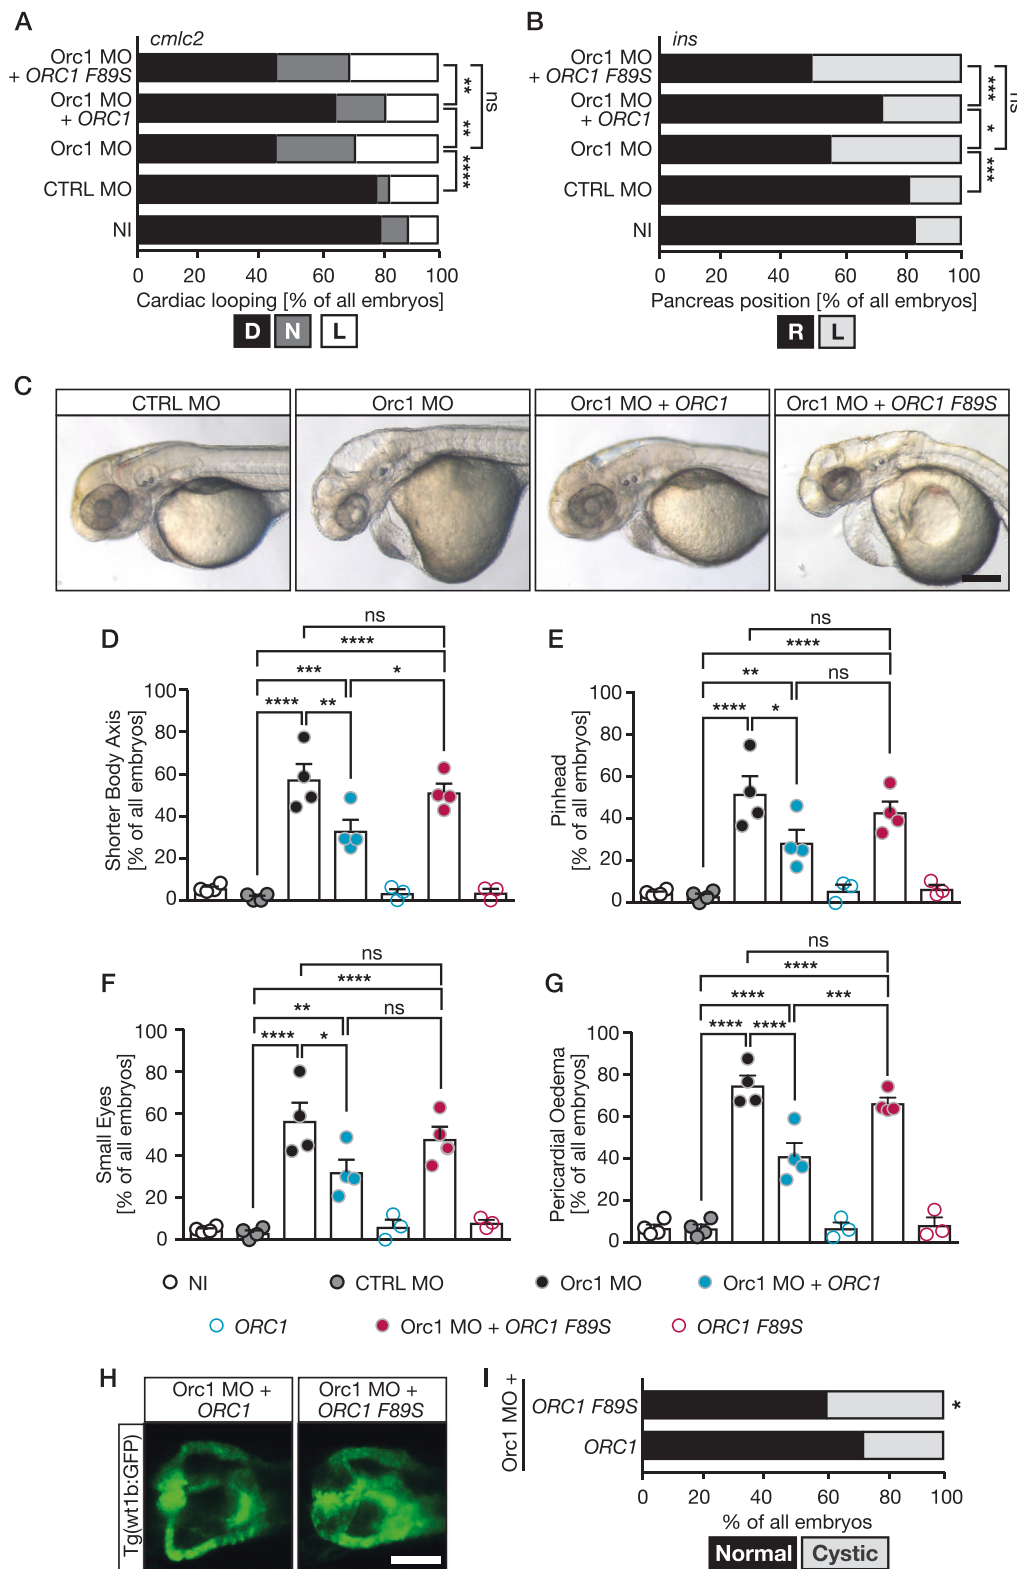 A
cmlc2
Orc1 MO
+ ORC1 F89S
Orc1 MO
+ ORC1
Orc1 MO
CTRL MO
NI
**
**
****
ns
0 20 40 60 80 100
Cardiac looping [% of all embryos]
D N L
B
ins
Orc1 MO
+ ORC1 F89S
Orc1 MO
+ ORC1
Orc1 MO
CTRL MO
NI
***
*
***
ns
0 20 40 60 80 100
Pancreas position [% of all embryos]
R L
C
CTRL MO
Orc1 MO
Orc1 MO + ORC1
Orc1 MO + ORC1 F89S
D
ns
****
*** *
**** **
Shorter Body Axis
[% of all embryos]
100
80
60
40
20
0
E
ns
****
** ns
**** *
Pinhead
[% of all embryos]
100
80
60
40
20
0
F
ns
****
** ns
**** *
Small Eyes
[% of all embryos]
100
80
60
40
20
0
G
ns
****
**** ***
**** ****
Pericardial Oedema
[% of all embryos]
100
80
60
40
20
0
NI CTRL MO Orc1 MO Orc1 MO + ORC1
ORC1 Orc1 MO + ORC1 F89S ORC1 F89S
H
Orc1 MO +
ORC1
Orc1 MO +
ORC1 F89S
Tg(wt1b:GFP)
I
Orc1 MO +
ORC1 F89S
ORC1
*
0 20 40 60 80 100
% of all embryos
Normal Cystic